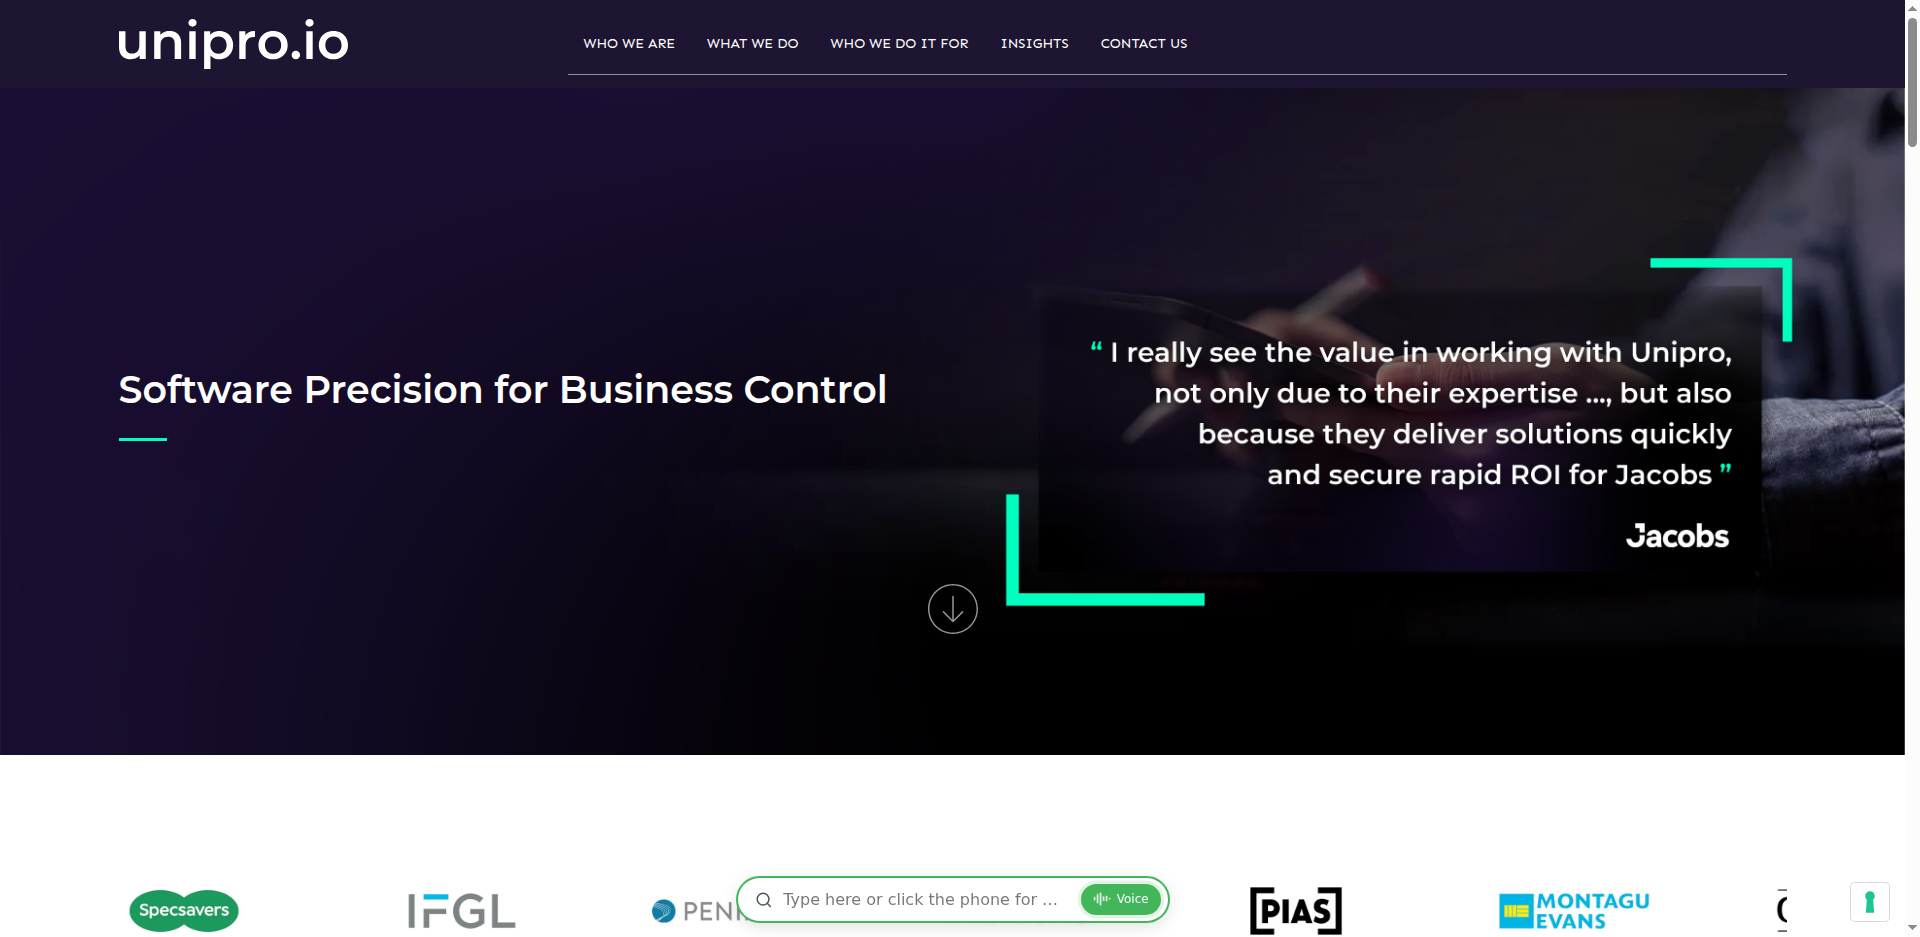 unipro.io
WHO WE ARE
WHAT WE DO
WHO WE DO IT FOR
INSIGHTS
CONTACT US
Software Precision for Business Control
“ I really see the value in working with Unipro,
not only due to their expertise ..., but also
because they deliver solutions quickly
and secure rapid ROI for Jacobs ”
Jacobs
Specsavers
IFGL
Type here or click the phone for ...
Voice
[PIAS]
MONTAGU
EVANS